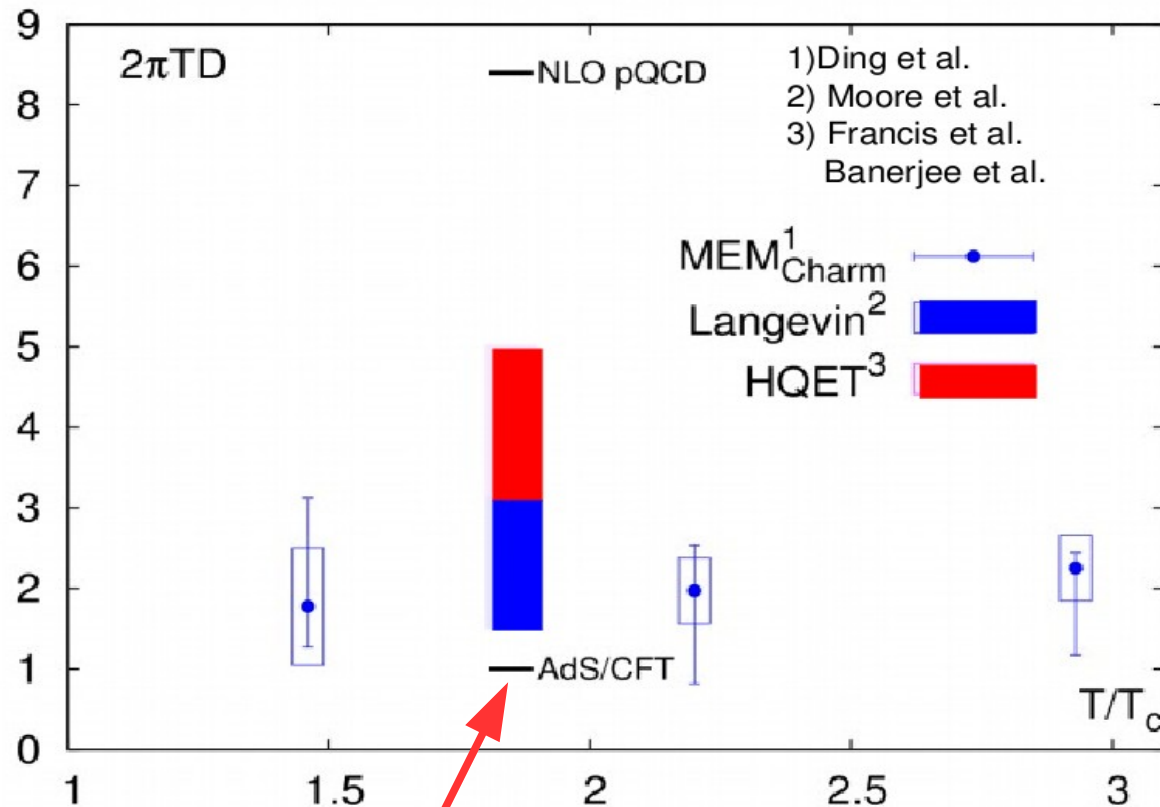 9
8
7
6
5
4
3
2
1
0
2πTD
NLO pQCD
1)Ding et al.
2) Moore et al.
3) Francis et al.
Banerjee et al.
MEM¹Charm
Langevin²
HQET³
AdS/CFT
T/Tc
1
1.5
2
2.5
3